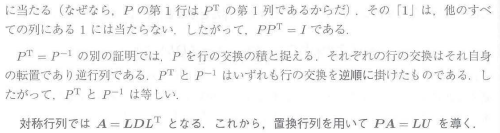 に当たる（なぜなら，P の第 1 行は Pᵀ の第 1 列であるからだ）．その「1」は，他のすべ
ての列にある 1 には当たらない．したがって，PPᵀ = I である．
Pᵀ = P⁻¹ の別の証明では，P を行の交換の積と捉える．それぞれの行の交換はそれ自身
の転置であり逆行列である．Pᵀ と P⁻¹ はいずれも行の交換を逆順に掛けたものである．し
たがって，Pᵀ と P⁻¹ は等しい．
対称行列では A = LDLᵀ となる．これから，置換行列を用いて PA = LU を導く．